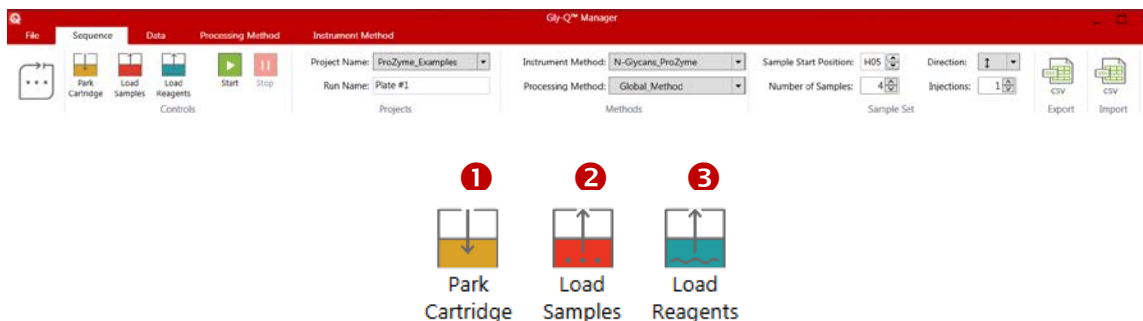 Gly-Q™ Manager
File Sequence Data Processing Method Instrument Method
Park Cartridge
Load Samples
Load Reagents
Start
Stop
Controls
Project Name: ProZyme_Examples
Run Name: Plate #1
Projects
Instrument Method: N-Glycans_ProZyme
Processing Method: Global_Method
Methods
Sample Start Position: H05
Direction:
Number of Samples: 4
Injections: 1
Sample Set
CSV
Export
CSV
Import
1 2 3
Park Cartridge
Load Samples
Load Reagents